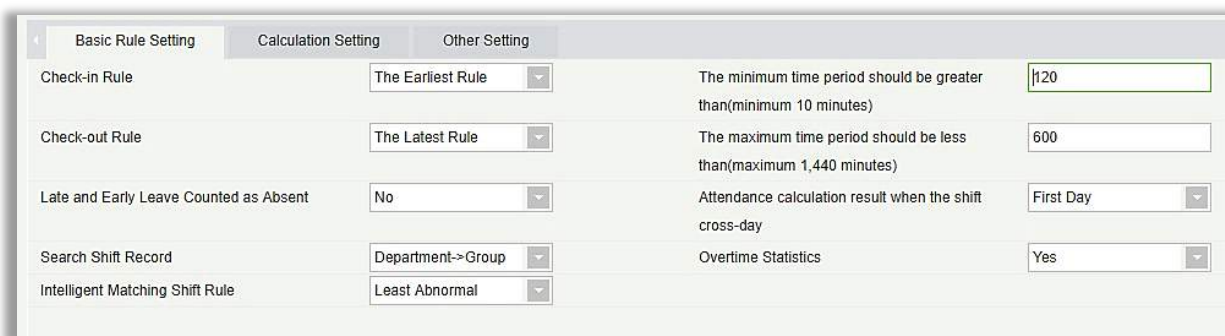 Basic Rule Setting Calculation Setting Other Setting
Check-in Rule The Earliest Rule The minimum time period should be greater 120
than(minimum 10 minutes)
Check-out Rule The Latest Rule The maximum time period should be less 600
than(maximum 1,440 minutes)
Late and Early Leave Counted as Absent No Attendance calculation result when the shift First Day
cross-day
Search Shift Record Department->Group Overtime Statistics Yes
Intelligent Matching Shift Rule Least Abnormal